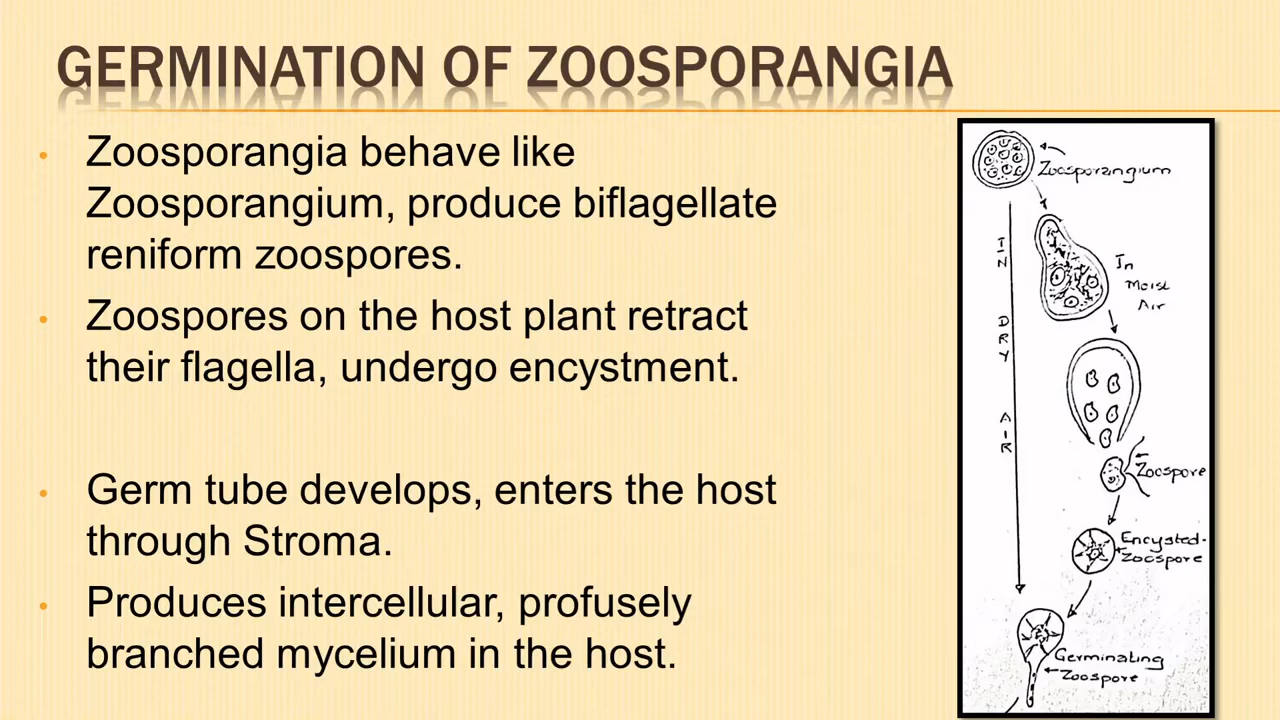 GERMINATION OF ZOOSPORANGIA
• Zoosporangia behave like
Zoosporangium, produce biflagellate
reniform zoospores.
• Zoospores on the host plant retract
their flagella, undergo encystment.
• Germ tube develops, enters the host
through Stroma.
• Produces intercellular, profusely
branched mycelium in the host.
Zoosporangium
IN DRY AIR
In
Moist
Air
Zoospore
Encysted-
Zoospore
Germinating
Zoospore